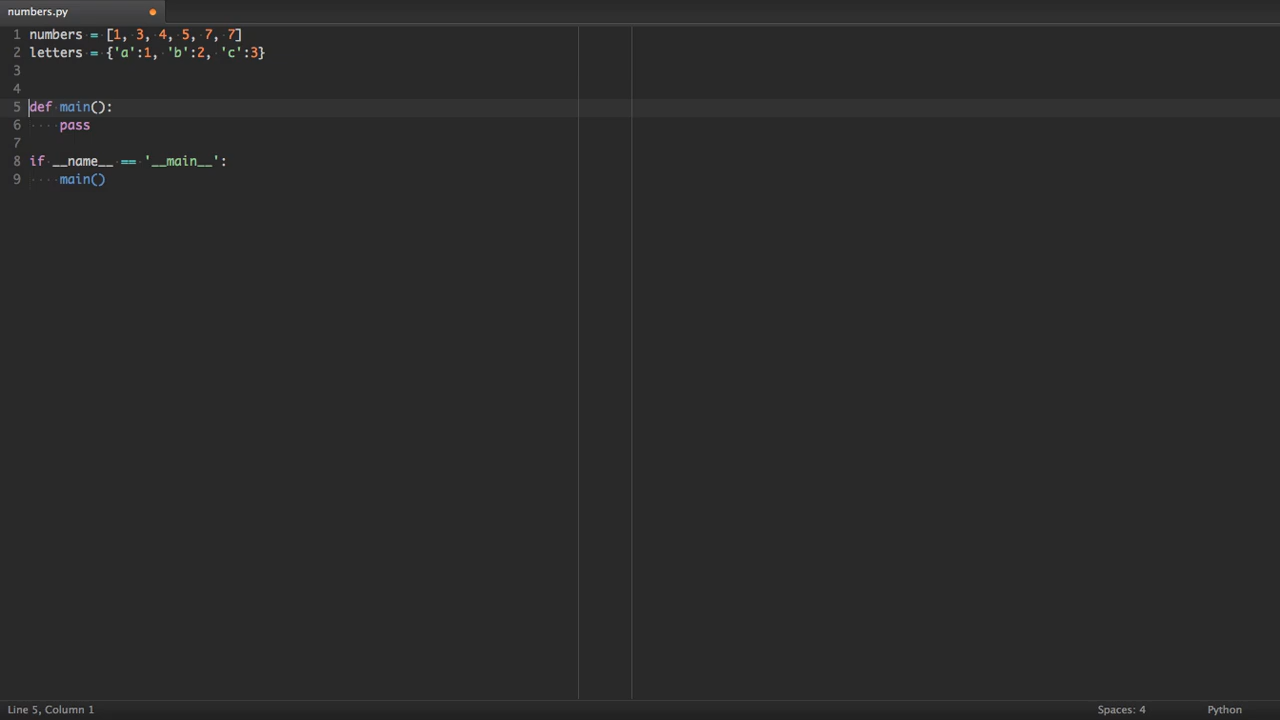 numbers.py
1 numbers = [1, 3, 4, 5, 7, 7]
2 letters = {'a':1, 'b':2, 'c':3}
3
4
5 def main():
6     pass
7
8 if __name__ == '__main__':
9     main()
Line 5, Column 1 Spaces: 4 Python